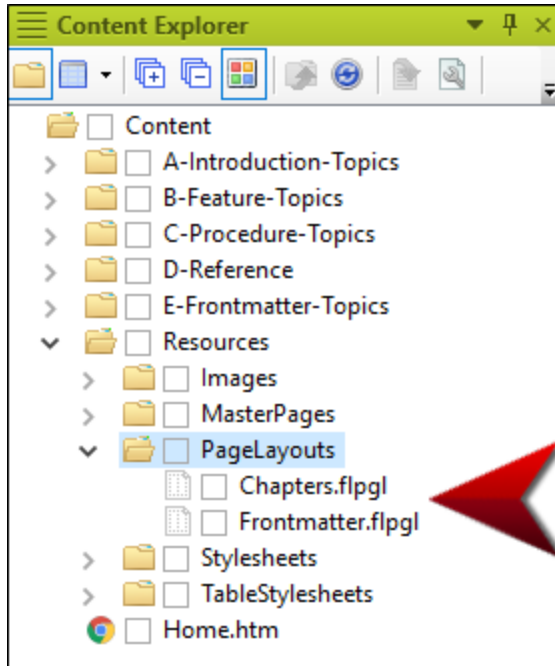 Content Explorer
Content
A-Introduction-Topics
B-Feature-Topics
C-Procedure-Topics
D-Reference
E-Frontmatter-Topics
Resources
Images
MasterPages
PageLayouts
Chapters.flpgl
Frontmatter.flpgl
Stylesheets
TableStylesheets
Home.htm